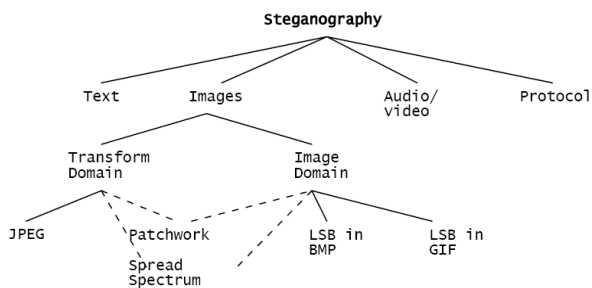 Steganography
Text Images Audio/ Protocol
video
Transform Image
Domain Domain
JPEG Patchwork LSB in LSB in
BMP GIF
Spread
Spectrum